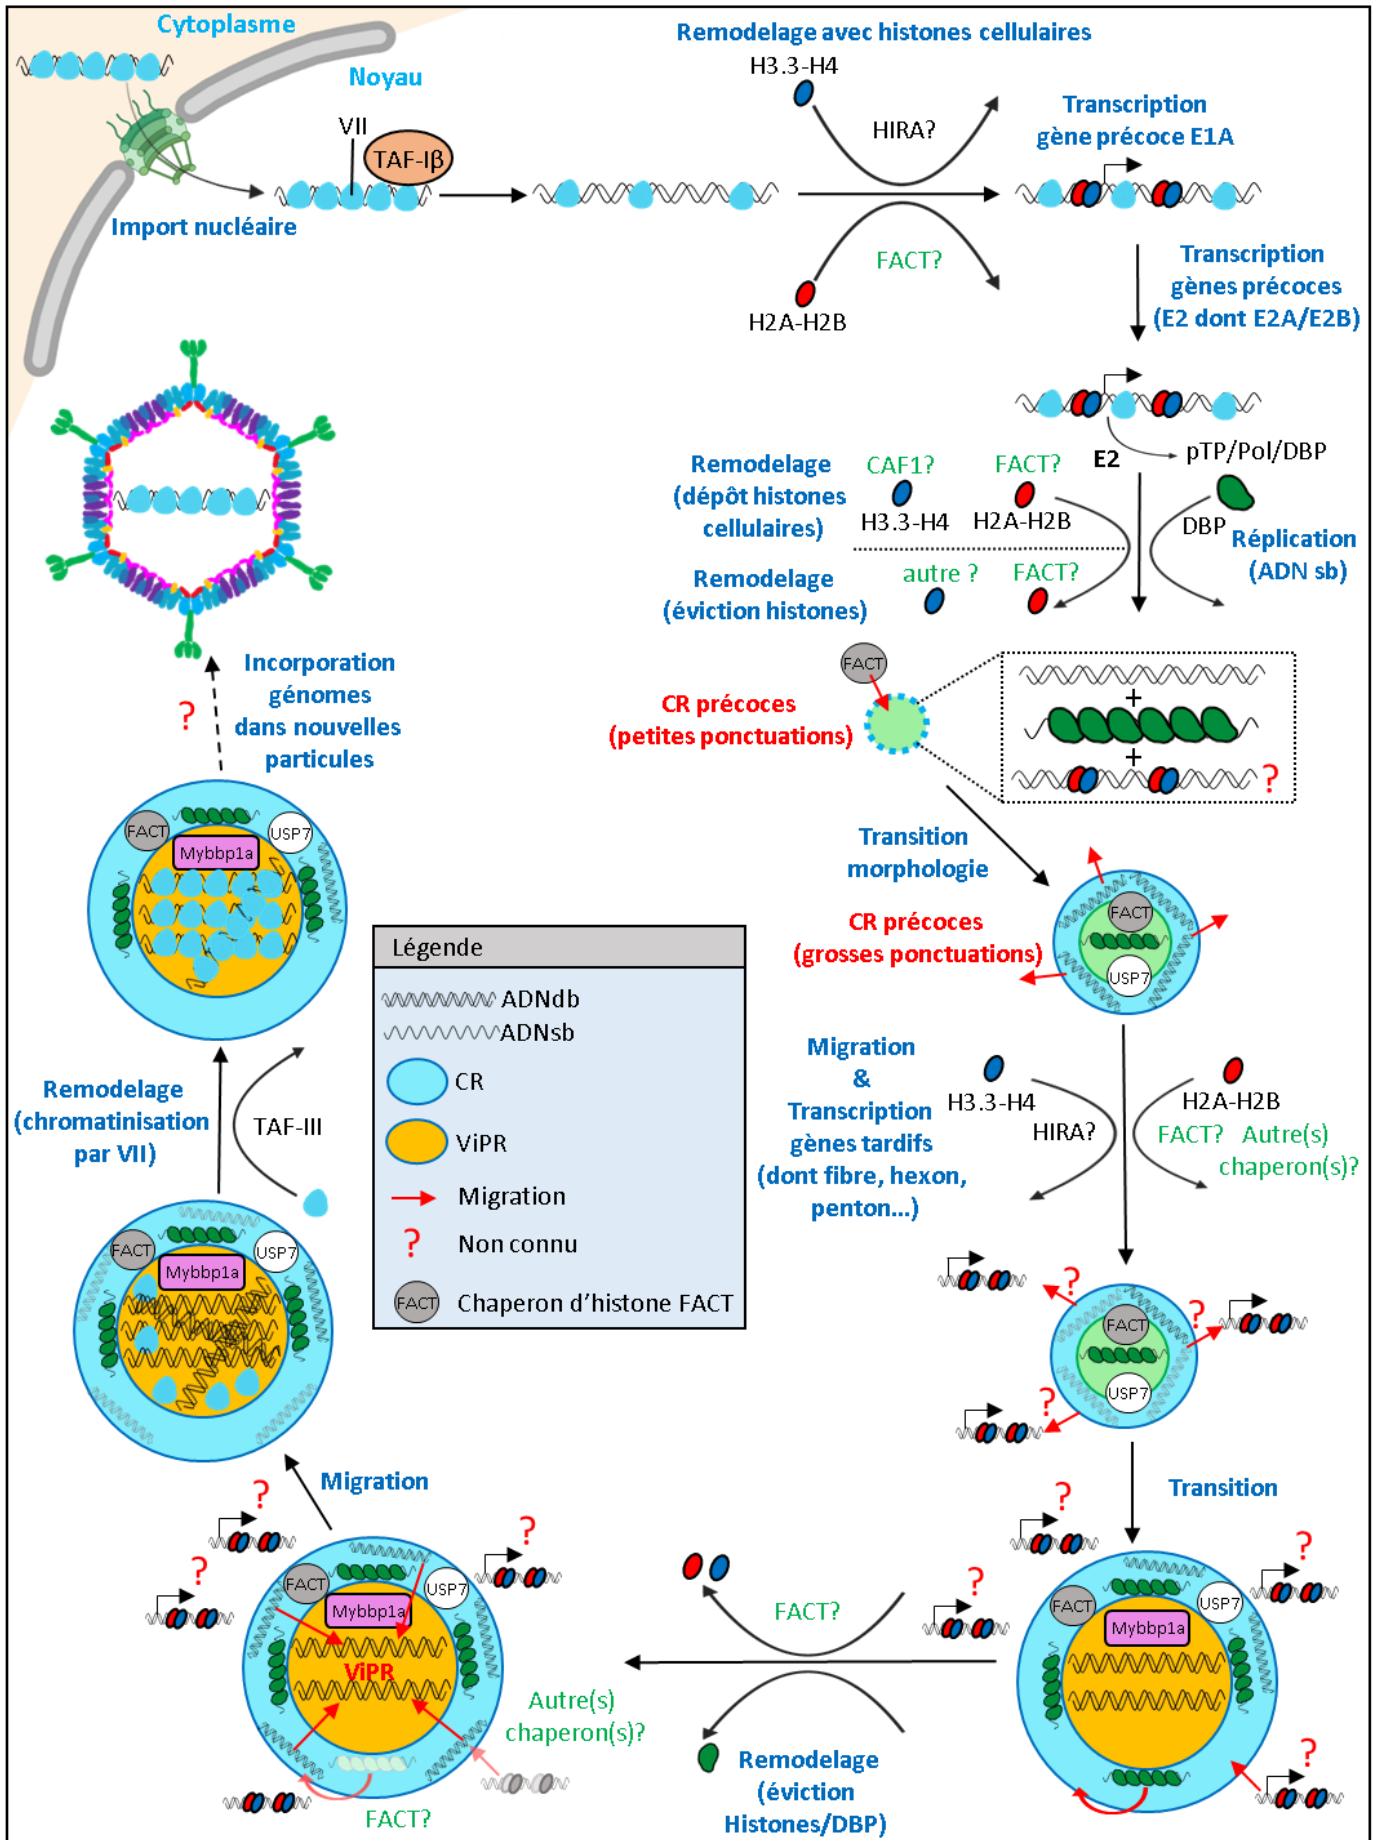 Cytoplasme
Noyau
VII
TAF-Iβ
Import nucléaire
Remodelage avec histones cellulaires
H3.3-H4
HIRA?
FACT?
H2A-H2B
Transcription
gène précoce E1A
Transcription
gènes précoces
(E2 dont E2A/E2B)
E2
pTP/Pol/DBP
Remodelage
(dépôt histones
cellulaires)
CAF1?
FACT?
H3.3-H4
H2A-H2B
DBP
Réplication
(ADN sb)
Remodelage
(éviction histones)
autre ?
FACT?
FACT
CR précoces
(petites ponctuations)
+
+
?
Transition
morphologie
CR précoces
(grosses ponctuations)
FACT
USP7
Migration
&
Transcription
gènes tardifs
(dont fibre, hexon,
penton...)
H3.3-H4
HIRA?
H2A-H2B
FACT? Autre(s)
chaperon(s)?
?
?
?
FACT
USP7
Transition
?
?
?
?
FACT
USP7
Mybbp1a
FACT?
Autre(s)
chaperon(s)?
Remodelage
(éviction
Histones/DBP)
?
?
?
FACT
USP7
Mybbp1a
ViPR
FACT?
Migration
FACT
USP7
Mybbp1a
Remodelage
(chromatinisation
par VII)
TAF-III
FACT
USP7
Mybbp1a
?
Incorporation
génomes
dans nouvelles
particules
Légende
ADNdb
ADNsb
CR
ViPR
Migration
? Non connu
FACT Chaperon d'histone FACT